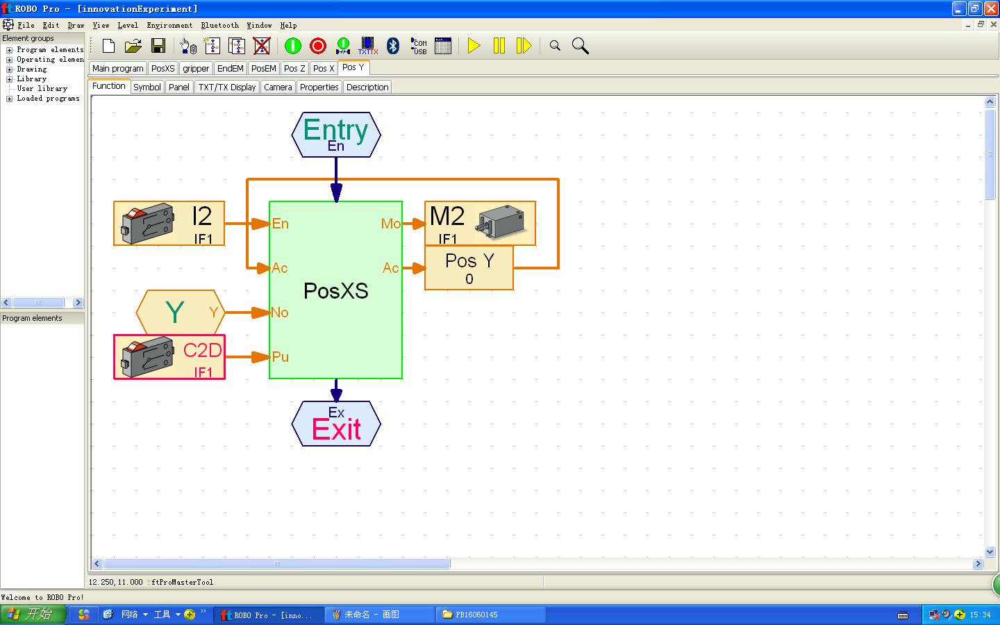 ROBO Pro - [innovationExperiment]
File Edit Draw View Level Environment Bluetooth Window Help
Element groups
Program elements
Operating elemen
Drawing
Library
User library
Loaded programs
Program elements
TXTTX
COM
USB
Main program PosXS gripper EndEM PosEM Pos Z Pos X Pos Y
Function Symbol Panel TXT/TX Display Camera Properties Description
Entry
En
I2
IF1
En
Mo
M2
IF1
Ac
Ac
Pos Y
0
PosXS
Y
Y
No
C2D
IF1
Pu
Ex
Exit
12.250,11.000 :ftProMasterTool
Welcome to ROBO Pro!
开始
网络
工具
»
ft ROBO Pro - [inno...
未命名 - 画图
PB16060145
15:34